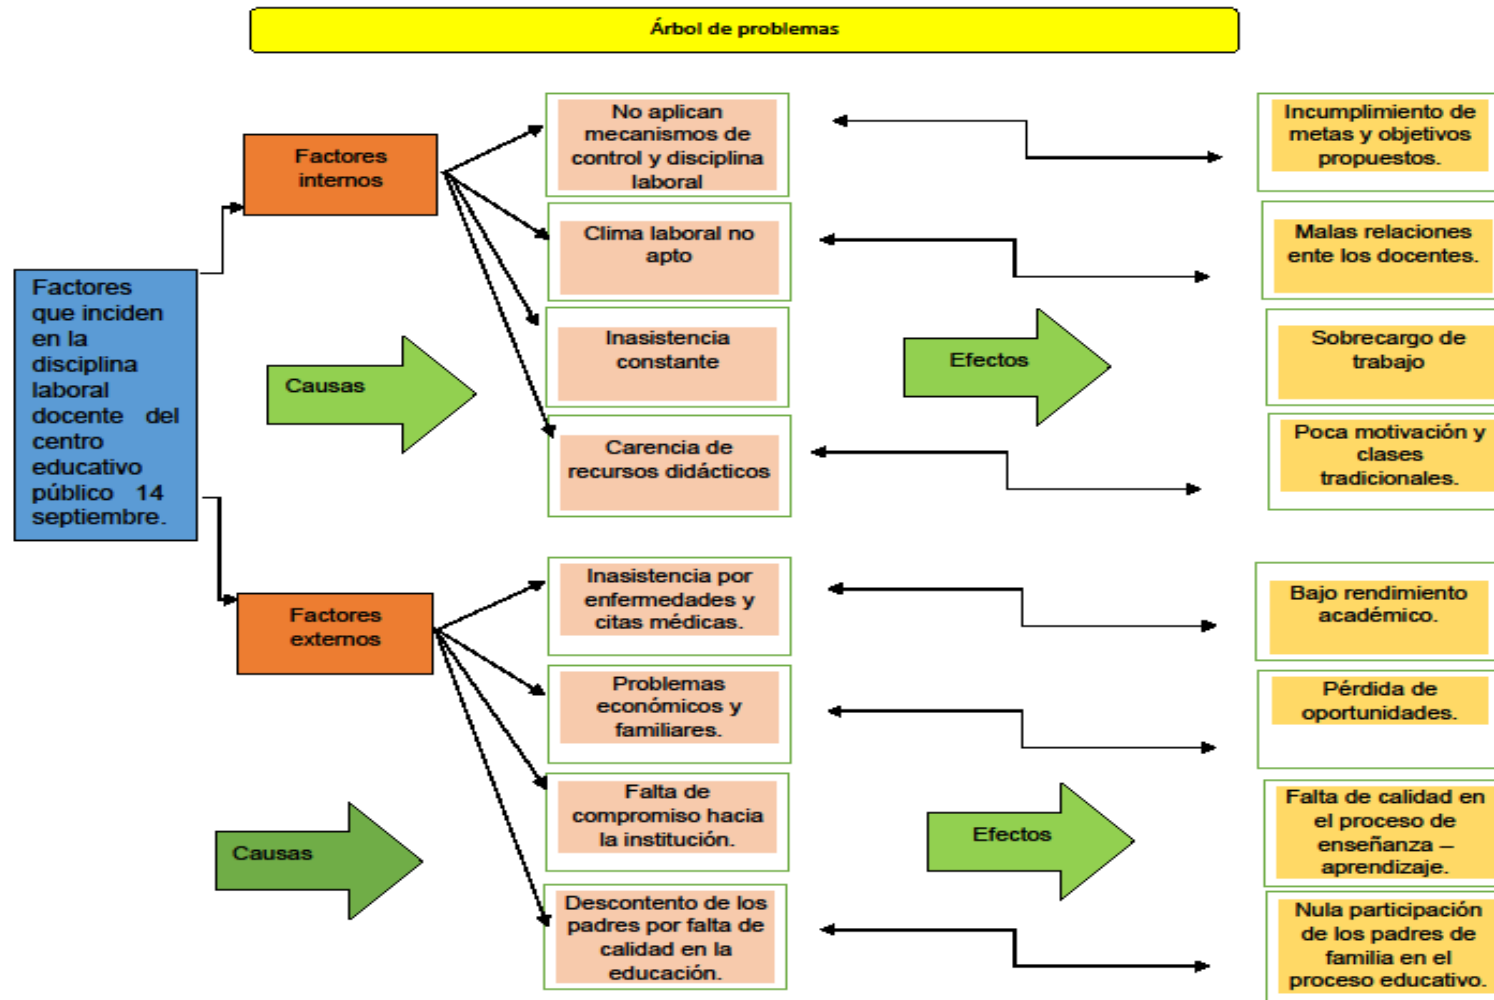 Árbol de problemas
Factores
que inciden
en la
disciplina
laboral
docente del
centro
educativo
público 14
septiembre.
Factores
internos
Causas
No aplican
mecanismos de
control y disciplina
laboral
Clima laboral no
apto
Inasistencia
constante
Carencia de
recursos didácticos
Efectos
Incumplimiento de
metas y objetivos
propuestos.
Malas relaciones
ente los docentes.
Sobrecargo de
trabajo
Poca motivación y
clases
tradicionales.
Factores
externos
Causas
Inasistencia por
enfermedades y
citas médicas.
Problemas
económicos y
familiares.
Falta de
compromiso hacia
la institución.
Descontento de los
padres por falta de
calidad en la
educación.
Efectos
Bajo rendimiento
académico.
Pérdida de
oportunidades.
Falta de calidad en
el proceso de
enseñanza –
aprendizaje.
Nula participación
de los padres de
familia en el
proceso educativo.